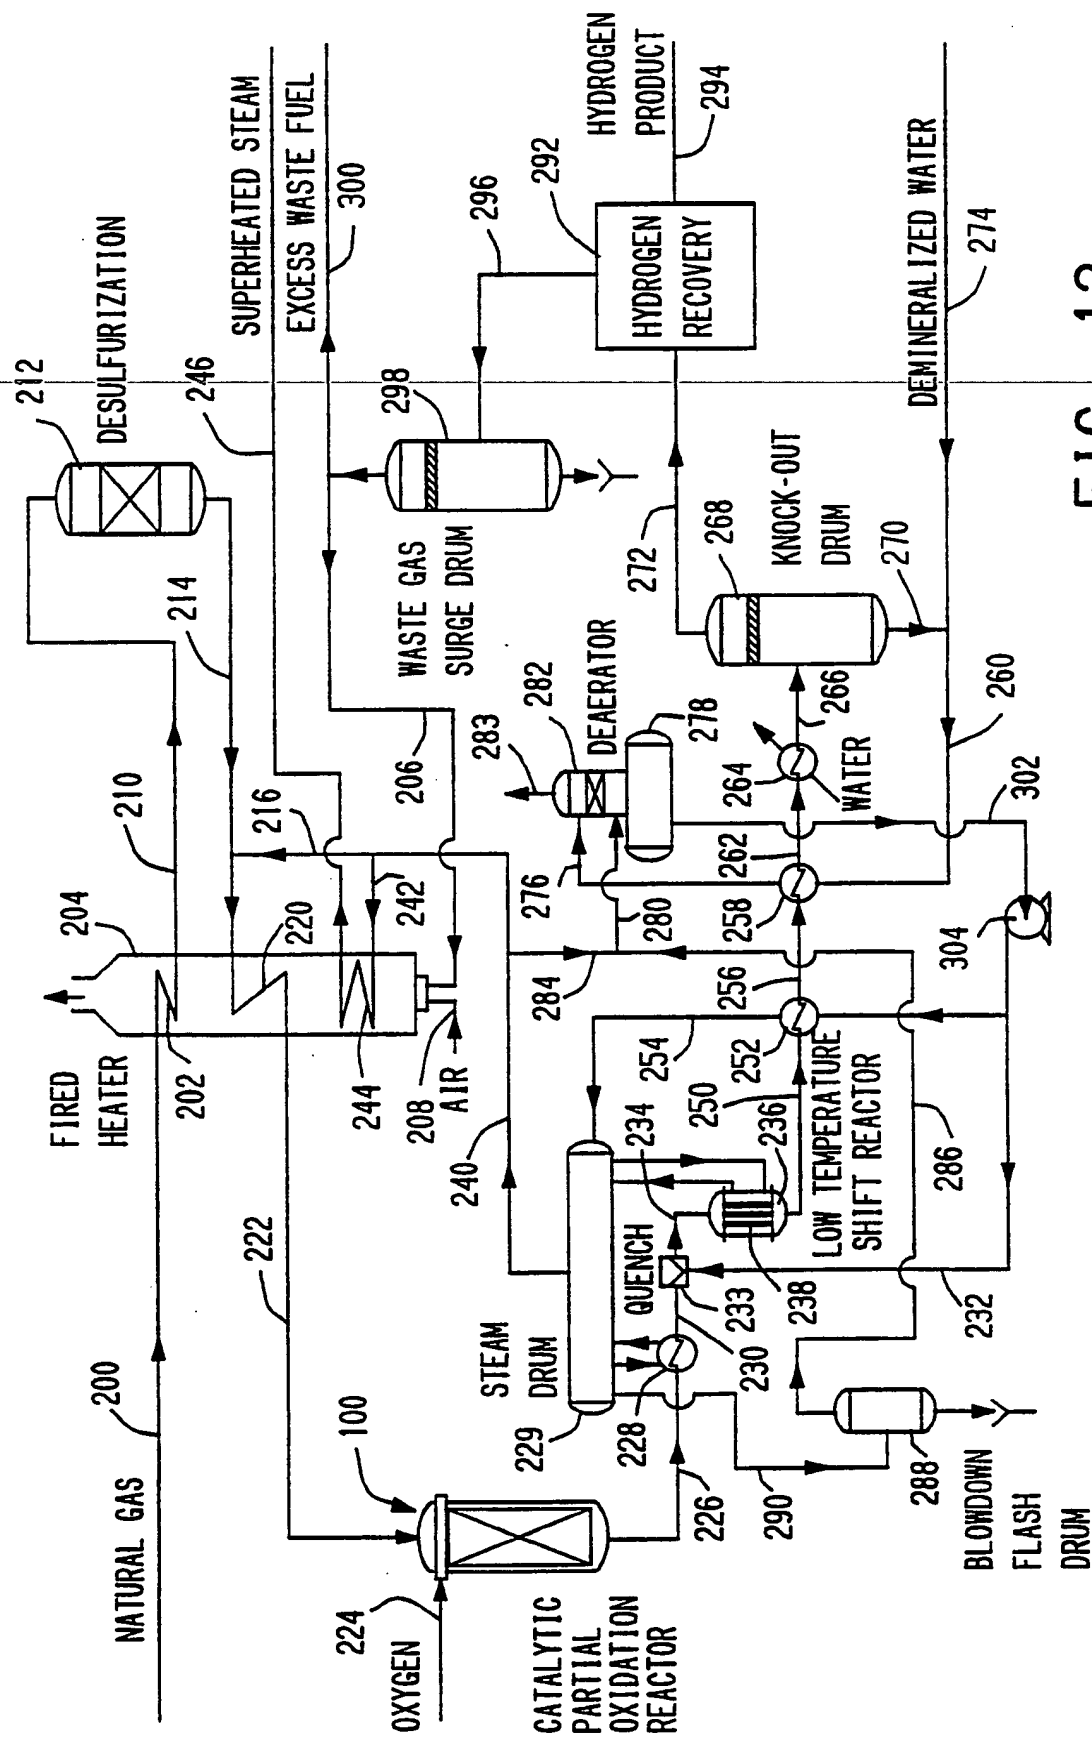 NATURAL GAS
200
FIRED
HEATER
204
202
220
244
208
AIR
210
212
DESULFURIZATION
214
216
242
246
SUPERHEATED STEAM
EXCESS WASTE FUEL
300
206
222
100
224
OXYGEN
CATALYTIC
PARTIAL
OXIDATION
REACTOR
226
STEAM
DRUM
229
228
230
QUENCH
233
234
236
238
LOW TEMPERATURE
SHIFT REACTOR
240
250
252
254
256
258
262
264
WATER
266
276
280
284
283
282
DEAERATOR
278
WASTE GAS
SURGE DRUM
298
296
292
HYDROGEN
RECOVERY
HYDROGEN
PRODUCT
294
272
268
KNOCK-OUT
DRUM
270
DEMINERALIZED WATER
274
260
302
304
286
232
290
288
BLOWDOWN
FLASH
DRUM